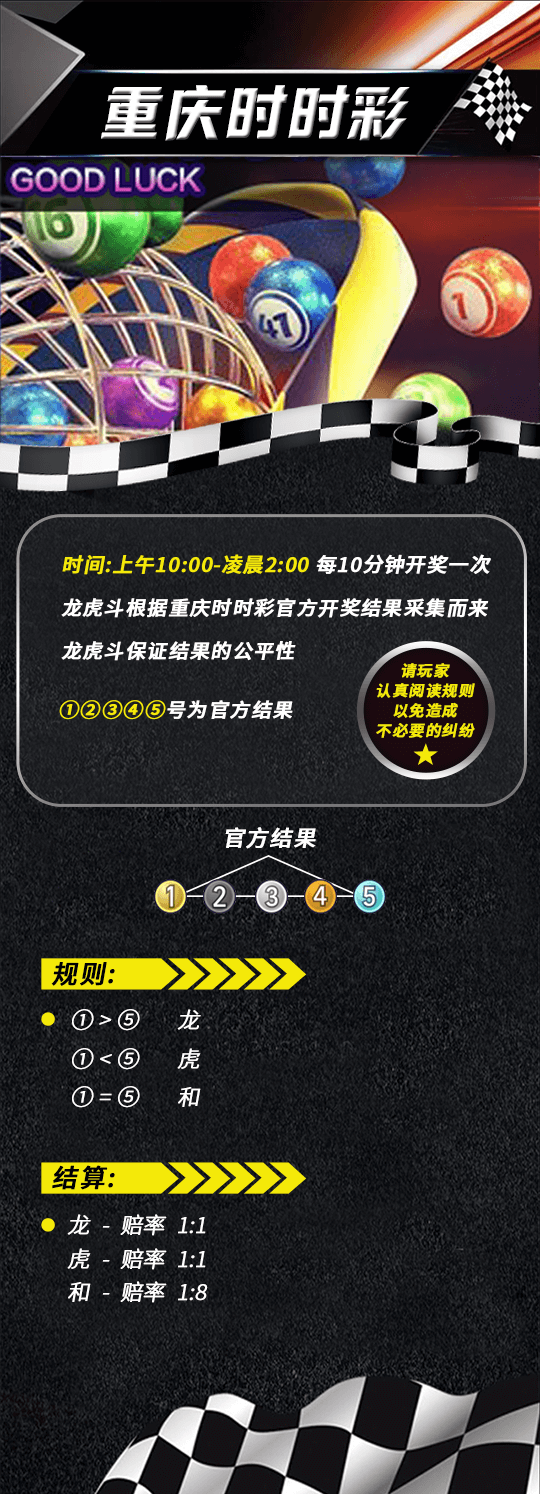 重庆时时彩
GOOD LUCK
16
41
1
时间:上午10:00-凌晨2:00 每10分钟开奖一次
龙虎斗根据重庆时时彩官方开奖结果采集而来
龙虎斗保证结果的公平性
①②③④⑤号为官方结果
请玩家
认真阅读规则
以免造成
不必要的纠纷
官方结果
1 2 3 4 5
规则:
①>⑤ 龙
①<⑤ 虎
①=⑤ 和
结算:
龙 - 赔率 1:1
虎 - 赔率 1:1
和 - 赔率 1:8